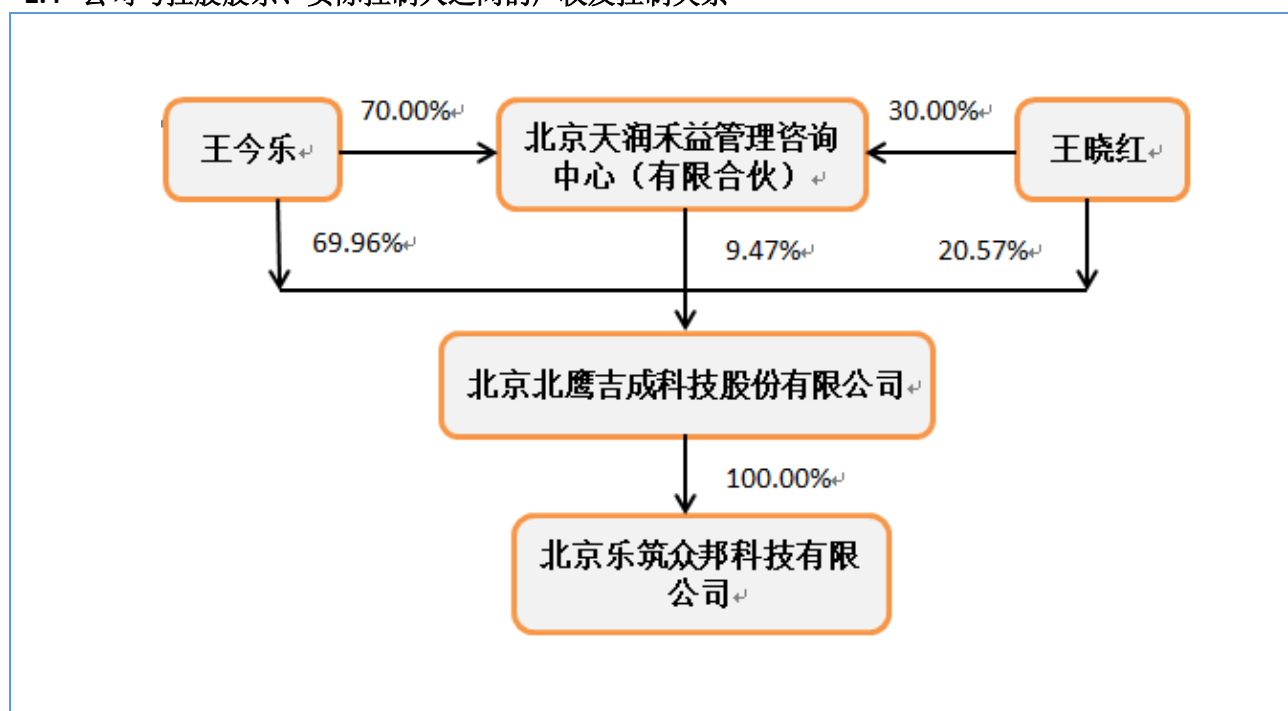 70.00%
30.00%
王今乐
北京天润禾益管理咨询
中心（有限合伙）
王晓红
69.96%
9.47%
20.57%
北京北鹰吉成科技股份有限公司
100.00%
北京乐筑众邦科技有限
公司